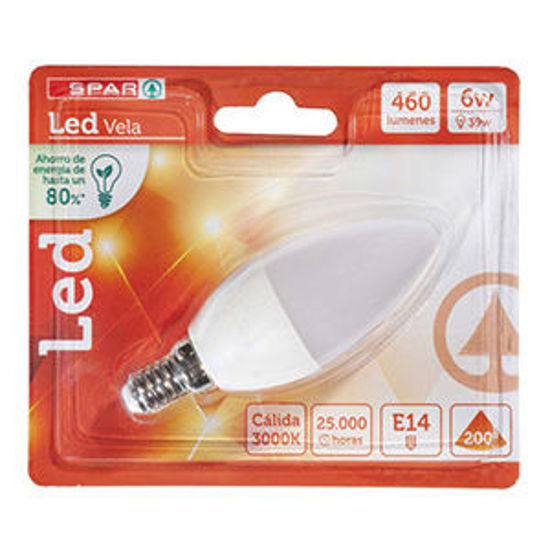 SPAR
Led Vela
460
lúmenes
6W
39W
Ahorro de
energía de
hasta un
80%*
Led
Cálida
3000K
25.000
horas
E14
200°